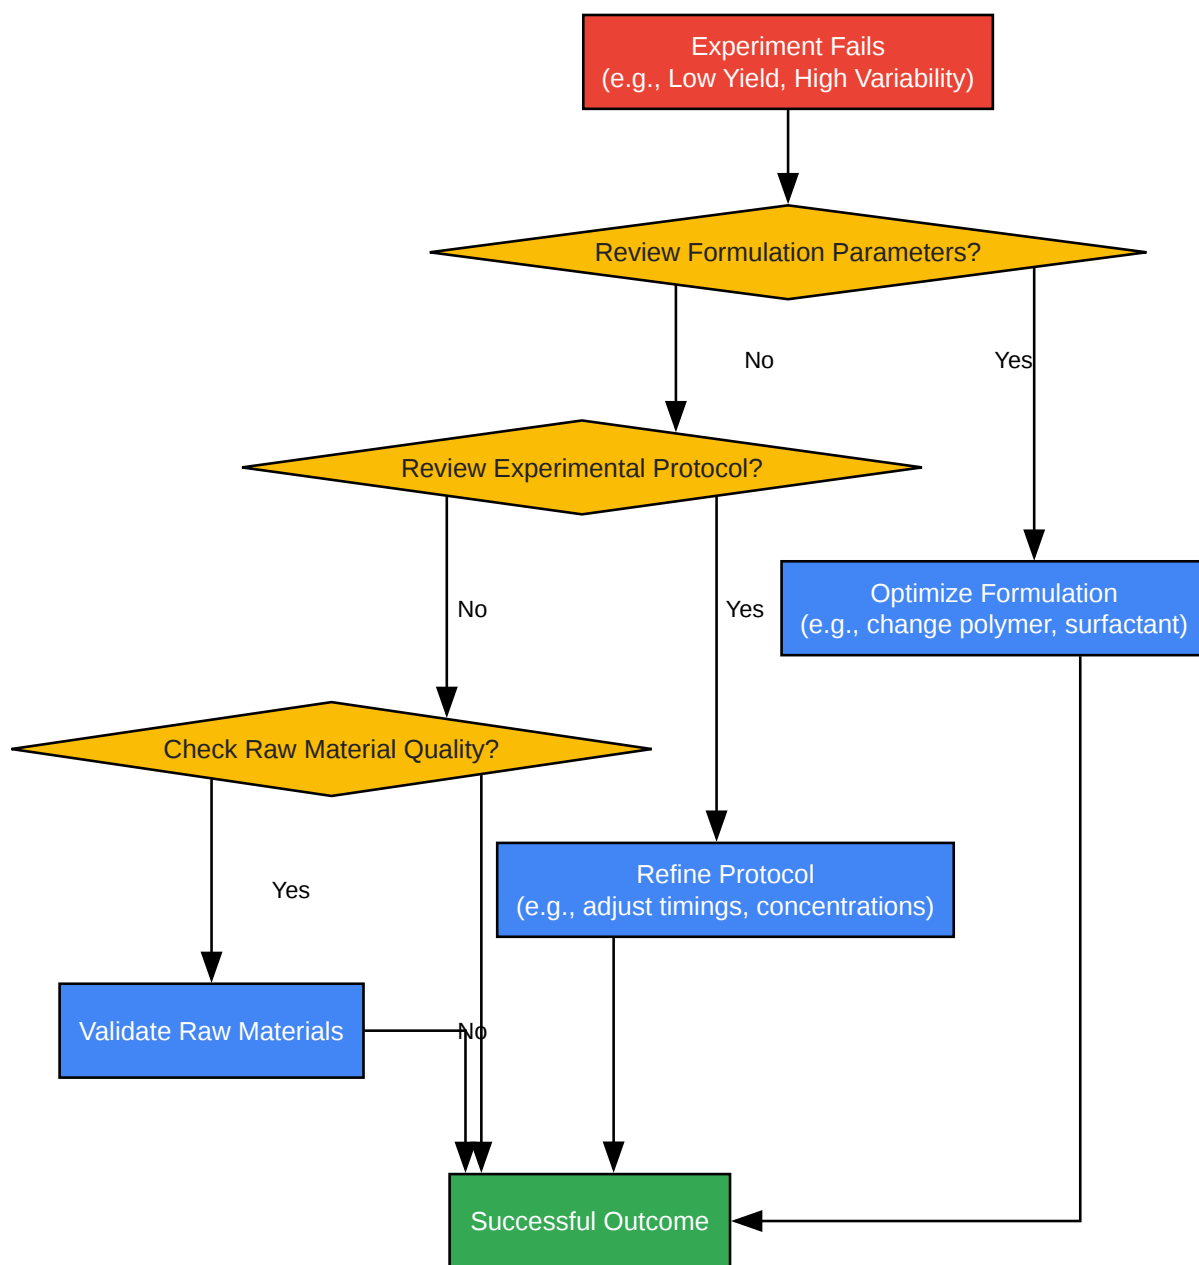 Experiment Fails
(e.g., Low Yield, High Variability)
Review Formulation Parameters?
No
Yes
Review Experimental Protocol?
Optimize Formulation
(e.g., change polymer, surfactant)
No
Yes
Check Raw Material Quality?
Refine Protocol
(e.g., adjust timings, concentrations)
Yes
Validate Raw Materials
No
Successful Outcome